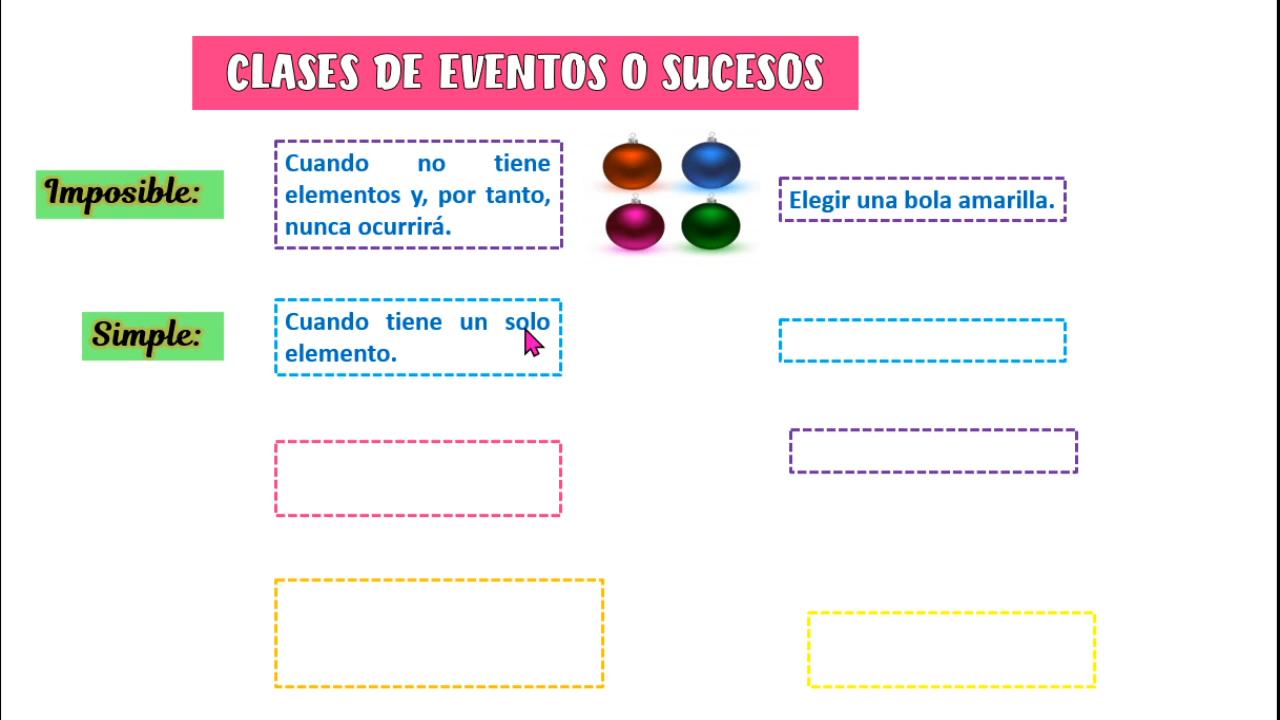 CLASES DE EVENTOS O SUCESOS
Imposible:
Cuando no tiene
elementos y, por tanto,
nunca ocurrirá.
Elegir una bola amarilla.
Simple:
Cuando tiene un solo
elemento.